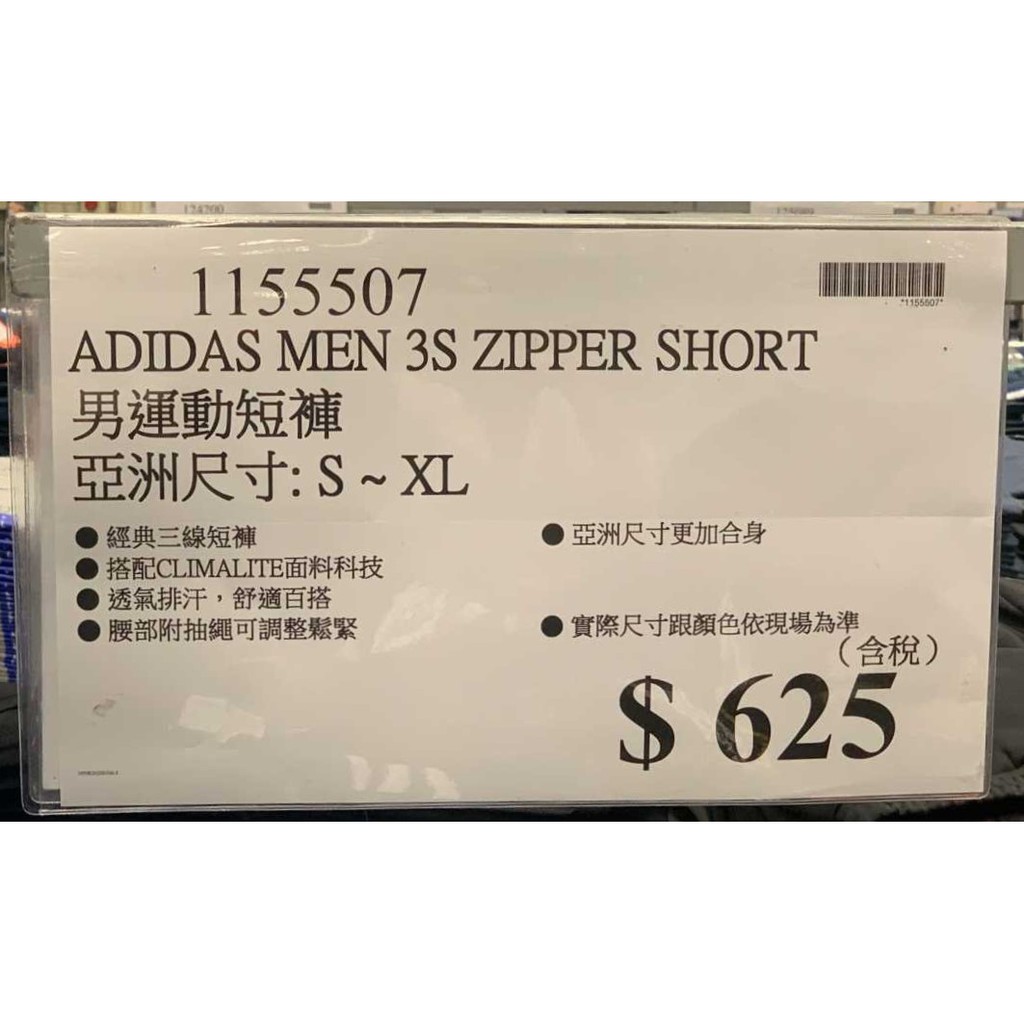 1155507
*1155507*
ADIDAS MEN 3S ZIPPER SHORT
男運動短褲
亞洲尺寸: S ~ XL
● 經典三線短褲
● 搭配CLIMALITE面料科技
● 透氣排汗，舒適百搭
● 腰部附抽繩可調整鬆緊
● 亞洲尺寸更加合身
● 實際尺寸跟顏色依現場為準
（含稅）
$ 625